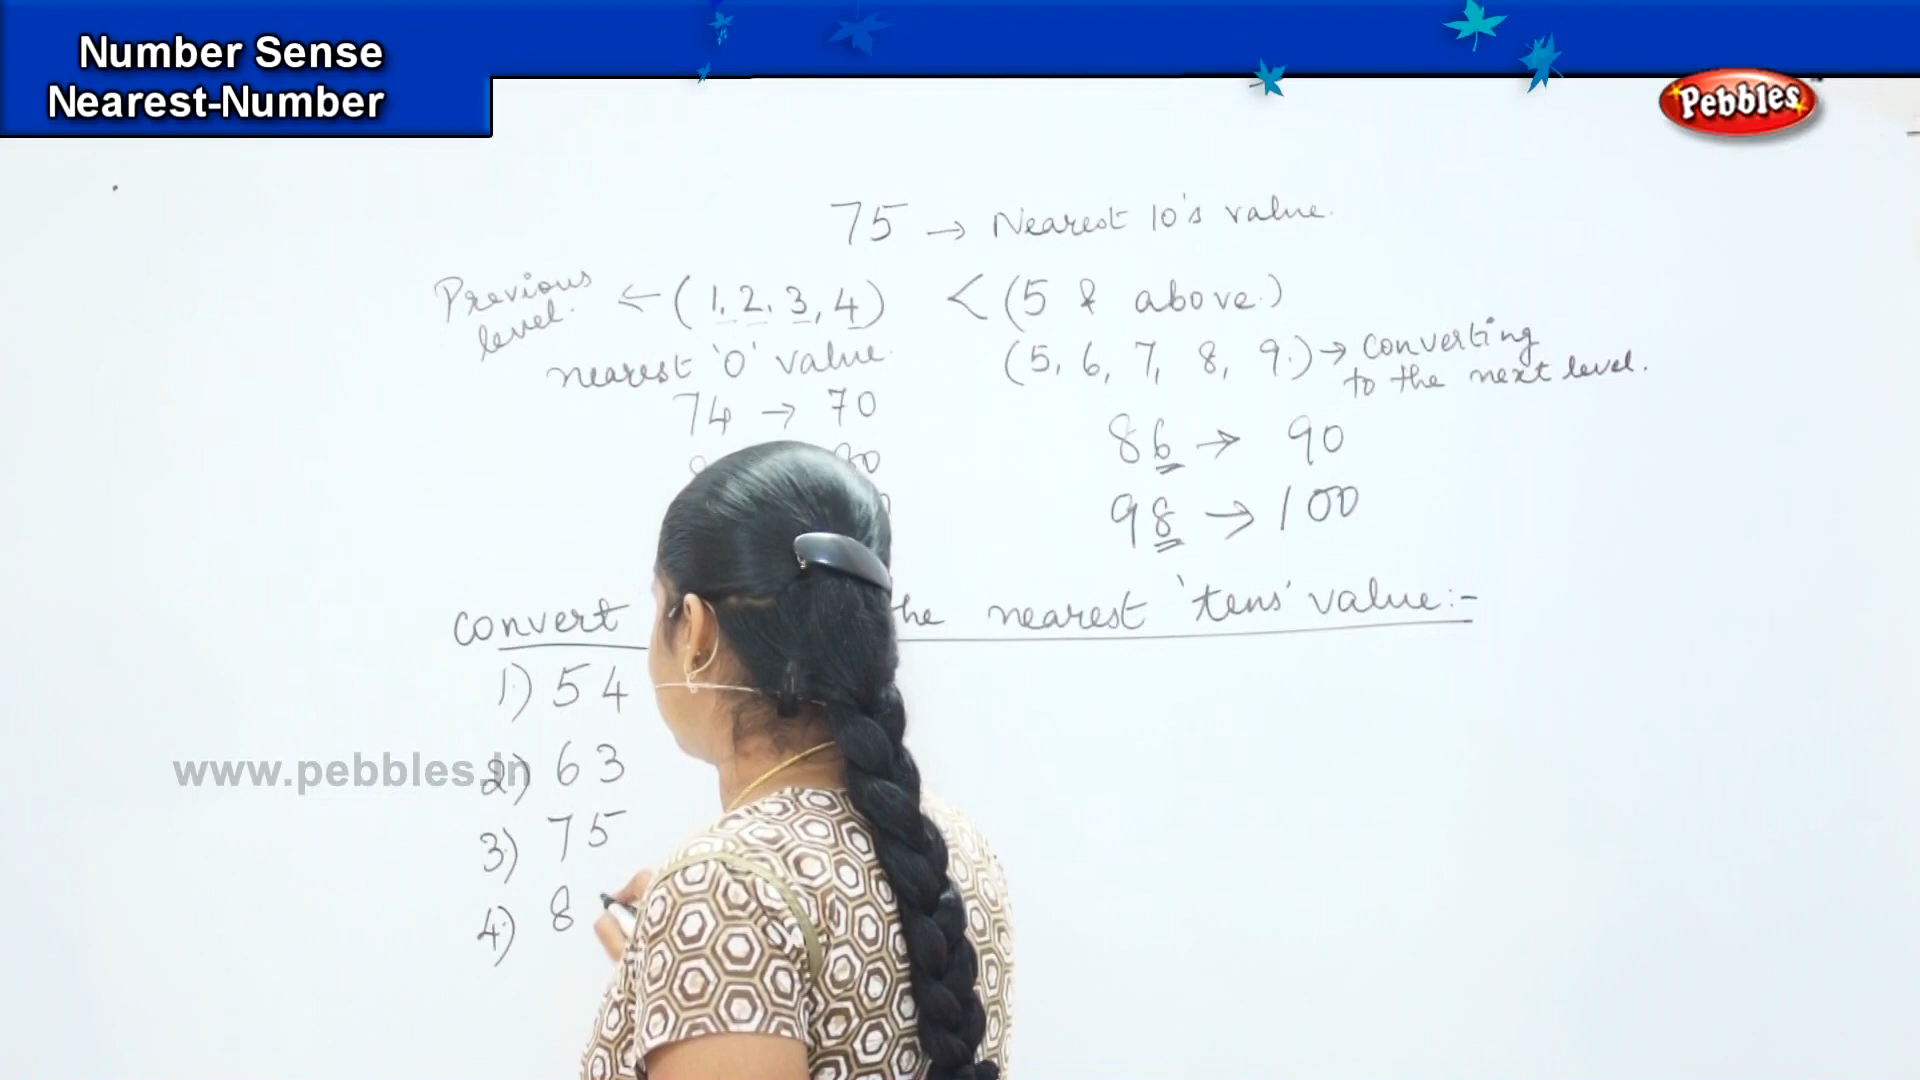 Number Sense
Nearest-Number
Pebbles
75 → Nearest 10's value.
Previous level. ← (1, 2, 3, 4) < (5 & above.)
nearest '0' value.
(5, 6, 7, 8, 9.) → converting to the next level.
74 → 70
80
86 → 90
98 → 100
convert he nearest 'tens' value:-
1) 54
www.pebbles.in
2) 63
3) 75
4) 8